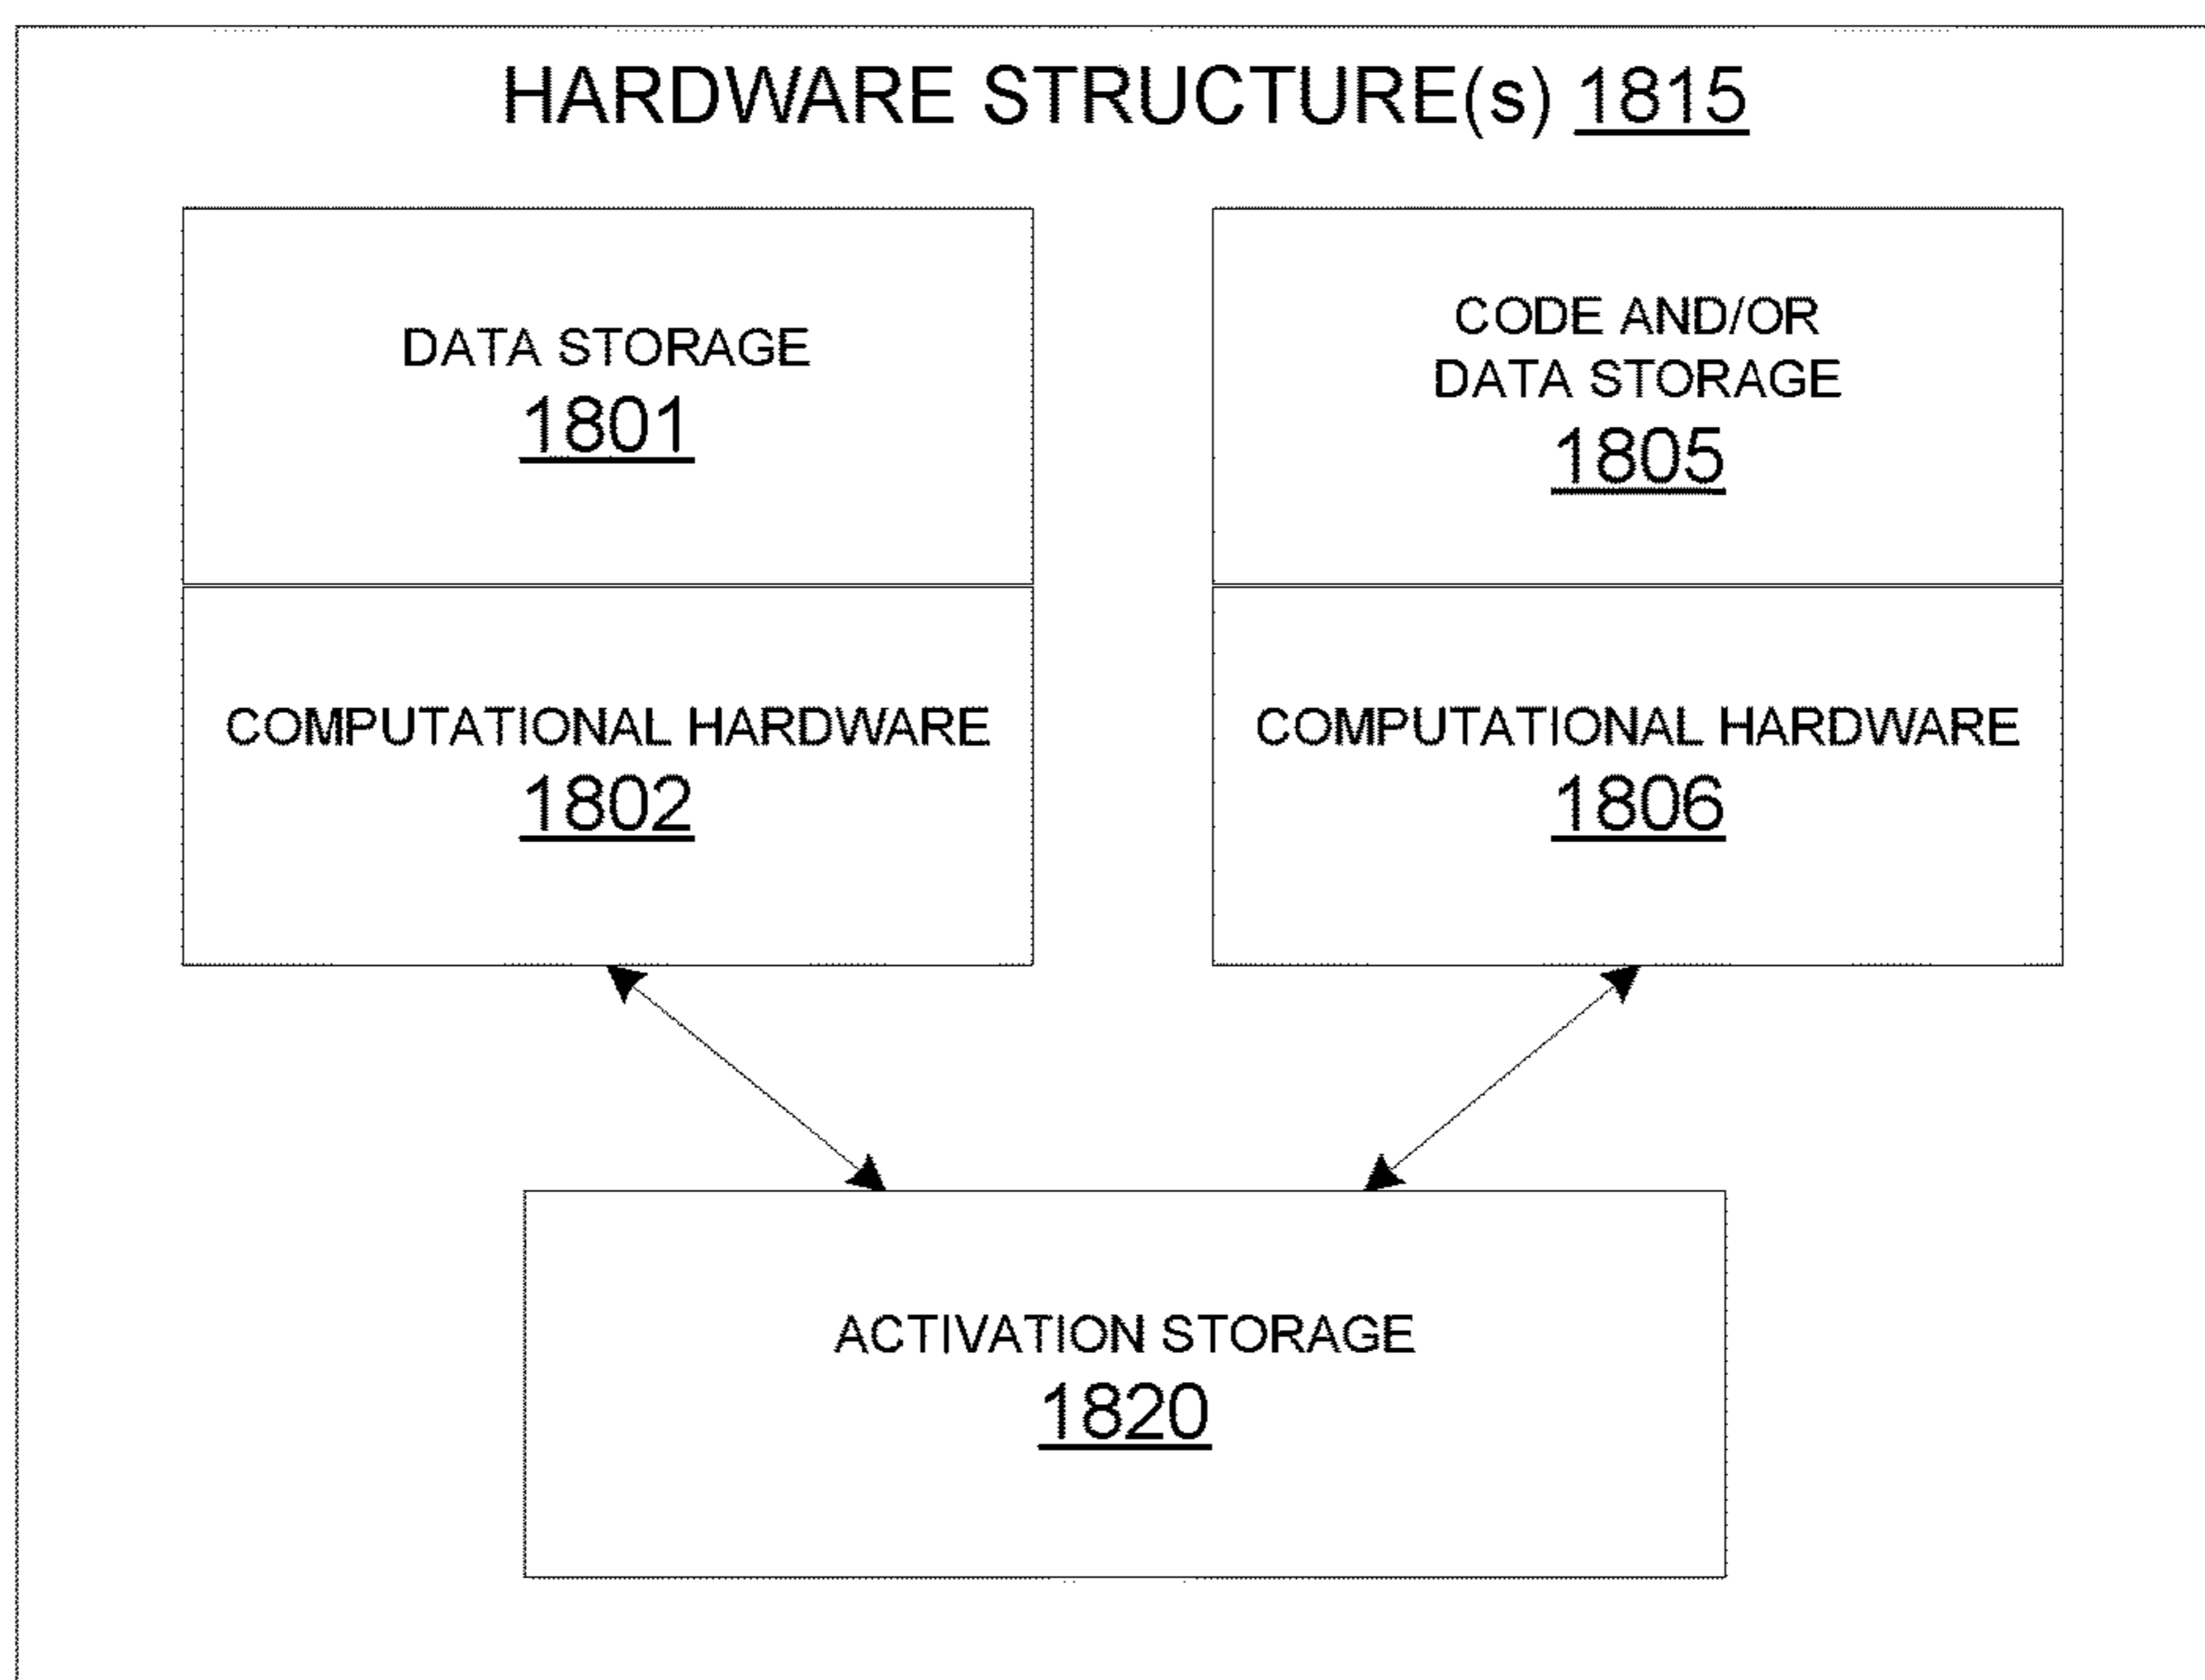 HARDWARE STRUCTURE(s) 1815
DATA STORAGE
1801
COMPUTATIONAL HARDWARE
1802
CODE AND/OR
DATA STORAGE
1805
COMPUTATIONAL HARDWARE
1806
ACTIVATION STORAGE
1820